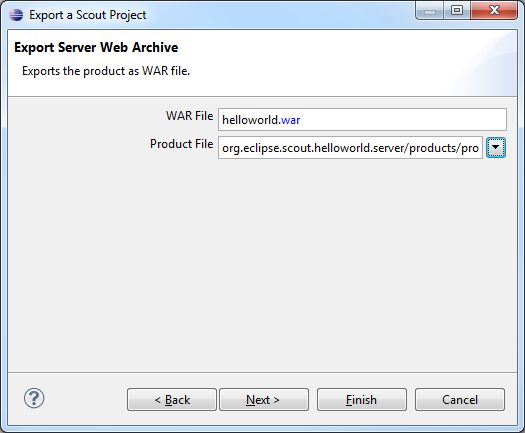 Export a Scout Project
Export Server Web Archive
Exports the product as WAR file.
WAR File helloworld.war
Product File org.eclipse.scout.helloworld.server/products/pro
? < Back Next > Finish Cancel